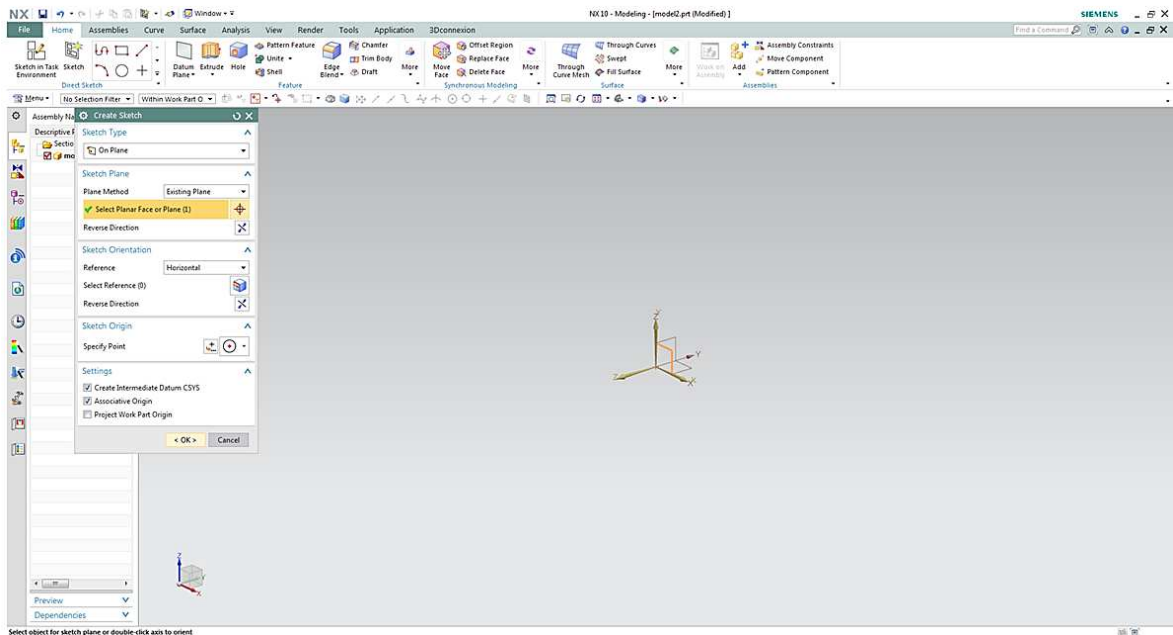 NX Window NX 10 - Modeling - [model2.prt (Modified) ] SIEMENS
File Home Assemblies Curve Surface Analysis View Render Tools Application 3Dconnexion Find a Command
Sketch in Task Environment
Sketch
Direct Sketch
Datum Plane
Extrude
Hole
Pattern Feature
Unite
Shell
Edge Blend
Chamfer
Trim Body
Draft
More
Feature
Move Face
Offset Region
Replace Face
Delete Face
More
Synchronous Modeling
Through Curve Mesh
Through Curves
Swept
Fill Surface
More
Surface
Work on Assembly
Add
Assembly Constraints
Move Component
Pattern Component
Assemblies
Menu No Selection Filter Within Work Part O
Assembly Na
Descriptive P
Sectio
mo
Create Sketch
Sketch Type
On Plane
Sketch Plane
Plane Method Existing Plane
Select Planar Face or Plane (1)
Reverse Direction
Sketch Orientation
Reference Horizontal
Select Reference (0)
Reverse Direction
Sketch Origin
Specify Point
Settings
Create Intermediate Datum CSYS
Associative Origin
Project Work Part Origin
< OK > Cancel
Y
Z
X
Z
Y
X
Preview
Dependencies
Select object for sketch plane or double-click axis to orient